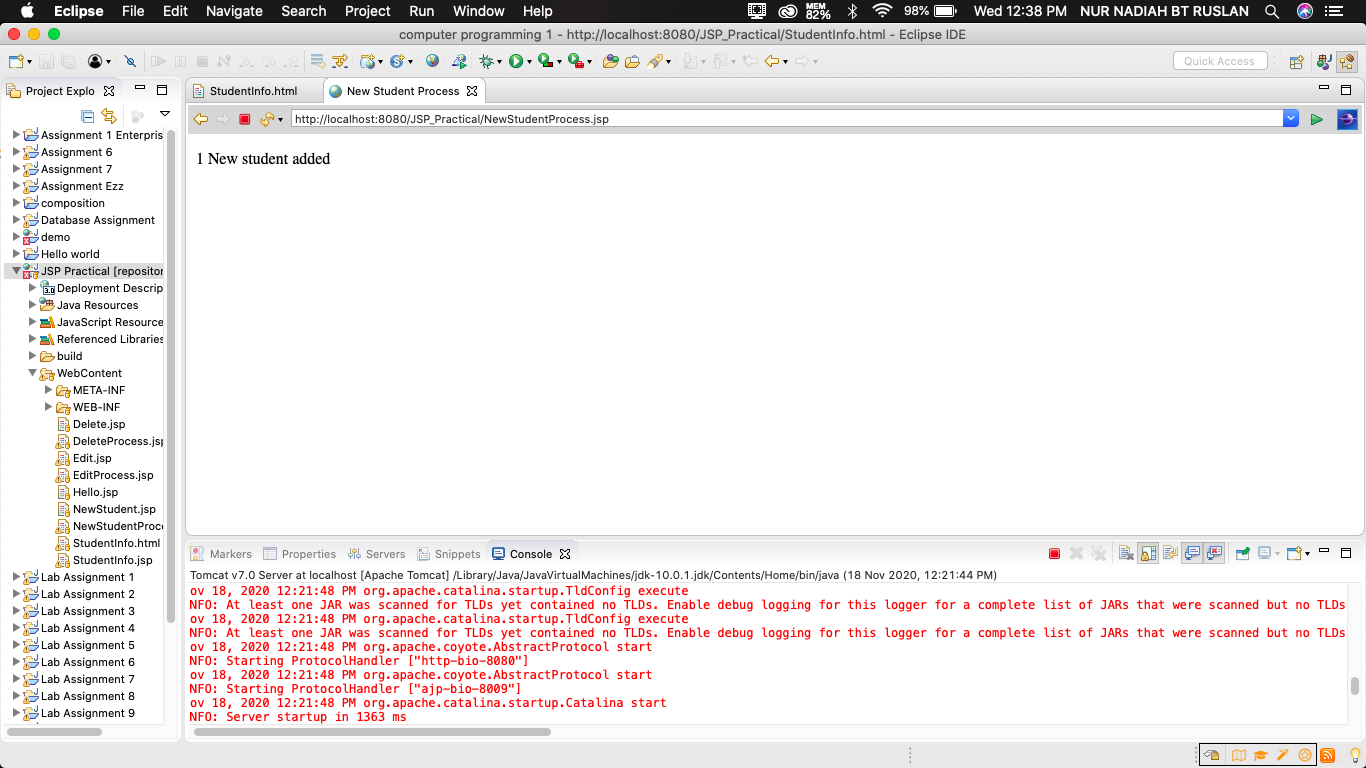 Eclipse File Edit Navigate Search Project Run Window Help MEM 82% 98% Wed 12:38 PM NUR NADIAH BT RUSLAN
computer programming 1 - http://localhost:8080/JSP_Practical/StudentInfo.html - Eclipse IDE
Quick Access
Project Explo
StudentInfo.html New Student Process
http://localhost:8080/JSP_Practical/NewStudentProcess.jsp
1 New student added
Assignment 1 Enterpris
Assignment 6
Assignment 7
Assignment Ezz
composition
Database Assignment
demo
Hello world
JSP Practical [repositor
Deployment Descrip
Java Resources
JavaScript Resource
Referenced Libraries
build
WebContent
META-INF
WEB-INF
Delete.jsp
DeleteProcess.jsp
Edit.jsp
EditProcess.jsp
Hello.jsp
NewStudent.jsp
NewStudentProc
StudentInfo.html
StudentInfo.jsp
Lab Assignment 1
Lab Assignment 2
Lab Assignment 3
Lab Assignment 4
Lab Assignment 5
Lab Assignment 6
Lab Assignment 7
Lab Assignment 8
Lab Assignment 9
Markers Properties Servers Snippets Console
Tomcat v7.0 Server at localhost [Apache Tomcat] /Library/Java/JavaVirtualMachines/jdk-10.0.1.jdk/Contents/Home/bin/java (18 Nov 2020, 12:21:44 PM)
ov 18, 2020 12:21:48 PM org.apache.catalina.startup.TldConfig execute
NFO: At least one JAR was scanned for TLDs yet contained no TLDs. Enable debug logging for this logger for a complete list of JARs that were scanned but no TLDs
ov 18, 2020 12:21:48 PM org.apache.catalina.startup.TldConfig execute
NFO: At least one JAR was scanned for TLDs yet contained no TLDs. Enable debug logging for this logger for a complete list of JARs that were scanned but no TLDs
ov 18, 2020 12:21:48 PM org.apache.coyote.AbstractProtocol start
NFO: Starting ProtocolHandler ["http-bio-8080"]
ov 18, 2020 12:21:48 PM org.apache.coyote.AbstractProtocol start
NFO: Starting ProtocolHandler ["ajp-bio-8009"]
ov 18, 2020 12:21:48 PM org.apache.catalina.startup.Catalina start
NFO: Server startup in 1363 ms